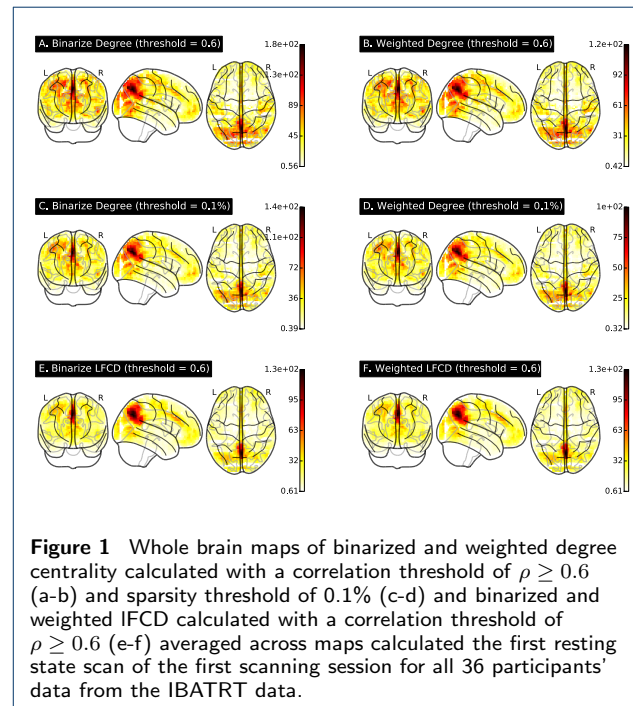 A. Binarize Degree (threshold = 0.6)
L R
1.8e+02
1.3e+02
89
45
0.56
B. Weighted Degree (threshold = 0.6)
L R
1.2e+02
92
61
31
0.42
C. Binarize Degree (threshold = 0.1%)
L R
1.4e+02
1.1e+02
72
36
0.39
D. Weighted Degree (threshold = 0.1%)
L R
1e+02
75
50
25
0.32
E. Binarize LFCD (threshold = 0.6)
L R
1.3e+02
95
63
32
0.61
F. Weighted LFCD (threshold = 0.6)
L R
1.3e+02
95
63
32
0.61
Figure 1 Whole brain maps of binarized and weighted degree
centrality calculated with a correlation threshold of ρ ≥ 0.6
(a-b) and sparsity threshold of 0.1% (c-d) and binarized and
weighted lFCD calculated with a correlation threshold of
ρ ≥ 0.6 (e-f) averaged across maps calculated the first resting
state scan of the first scanning session for all 36 participants'
data from the IBATRT data.